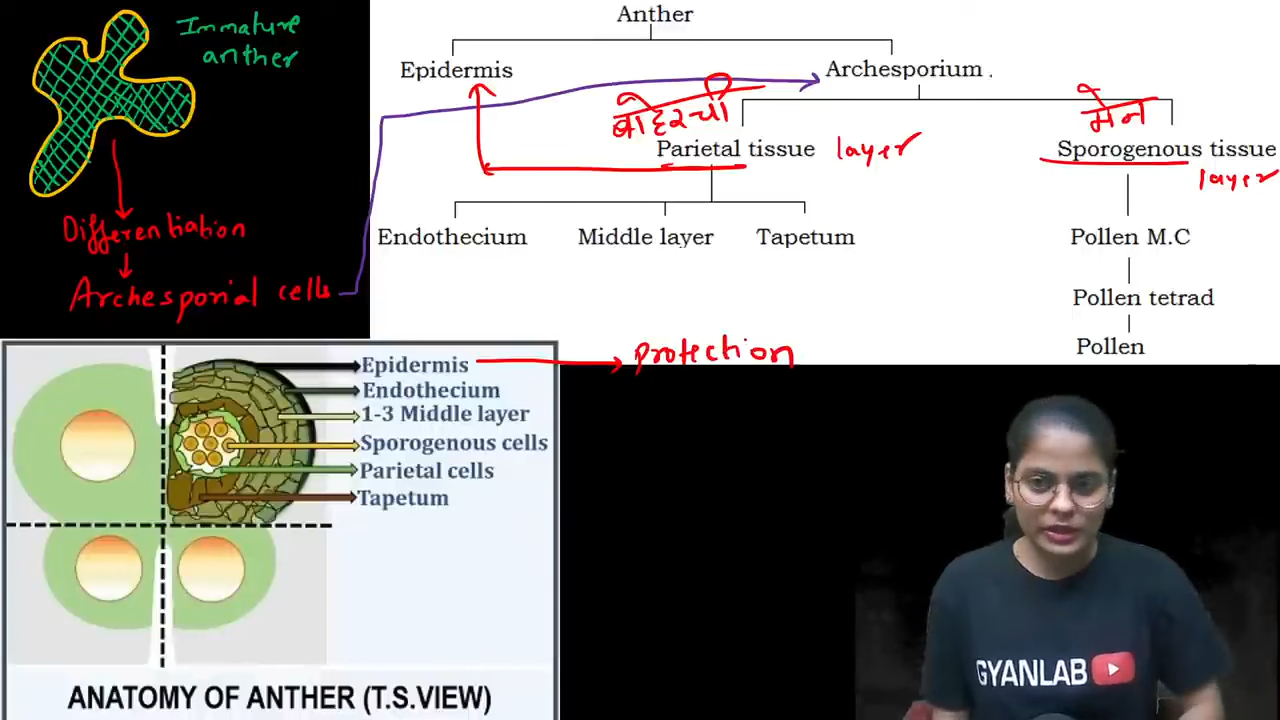 Immature
anther
Differentiation
Archesporial cells
Anther
Epidermis
Archesporium
बाहेरच्या
Parietal tissue layer
Sporogenous tissue
layer
Endothecium
Middle layer
Tapetum
Pollen M.C
Pollen tetrad
Pollen
Epidermis protection
Endothecium
1-3 Middle layer
Sporogenous cells
Parietal cells
Tapetum
ANATOMY OF ANTHER (T.S.VIEW)
GYANLAB